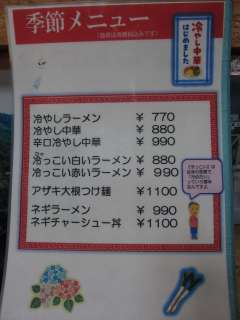 季節メニュー
冷やし中華
はじめました
冷やしラーメン ¥ 770
冷やし中華 ¥ 880
辛口冷やし中華 ¥ 990
冷っこい白いラーメン ¥ 880
冷っこい赤いラーメン ¥ 990
アザキ大根つけ麺 ¥1100
ネギラーメン ¥ 990
ネギチャーシュー丼 ¥1100